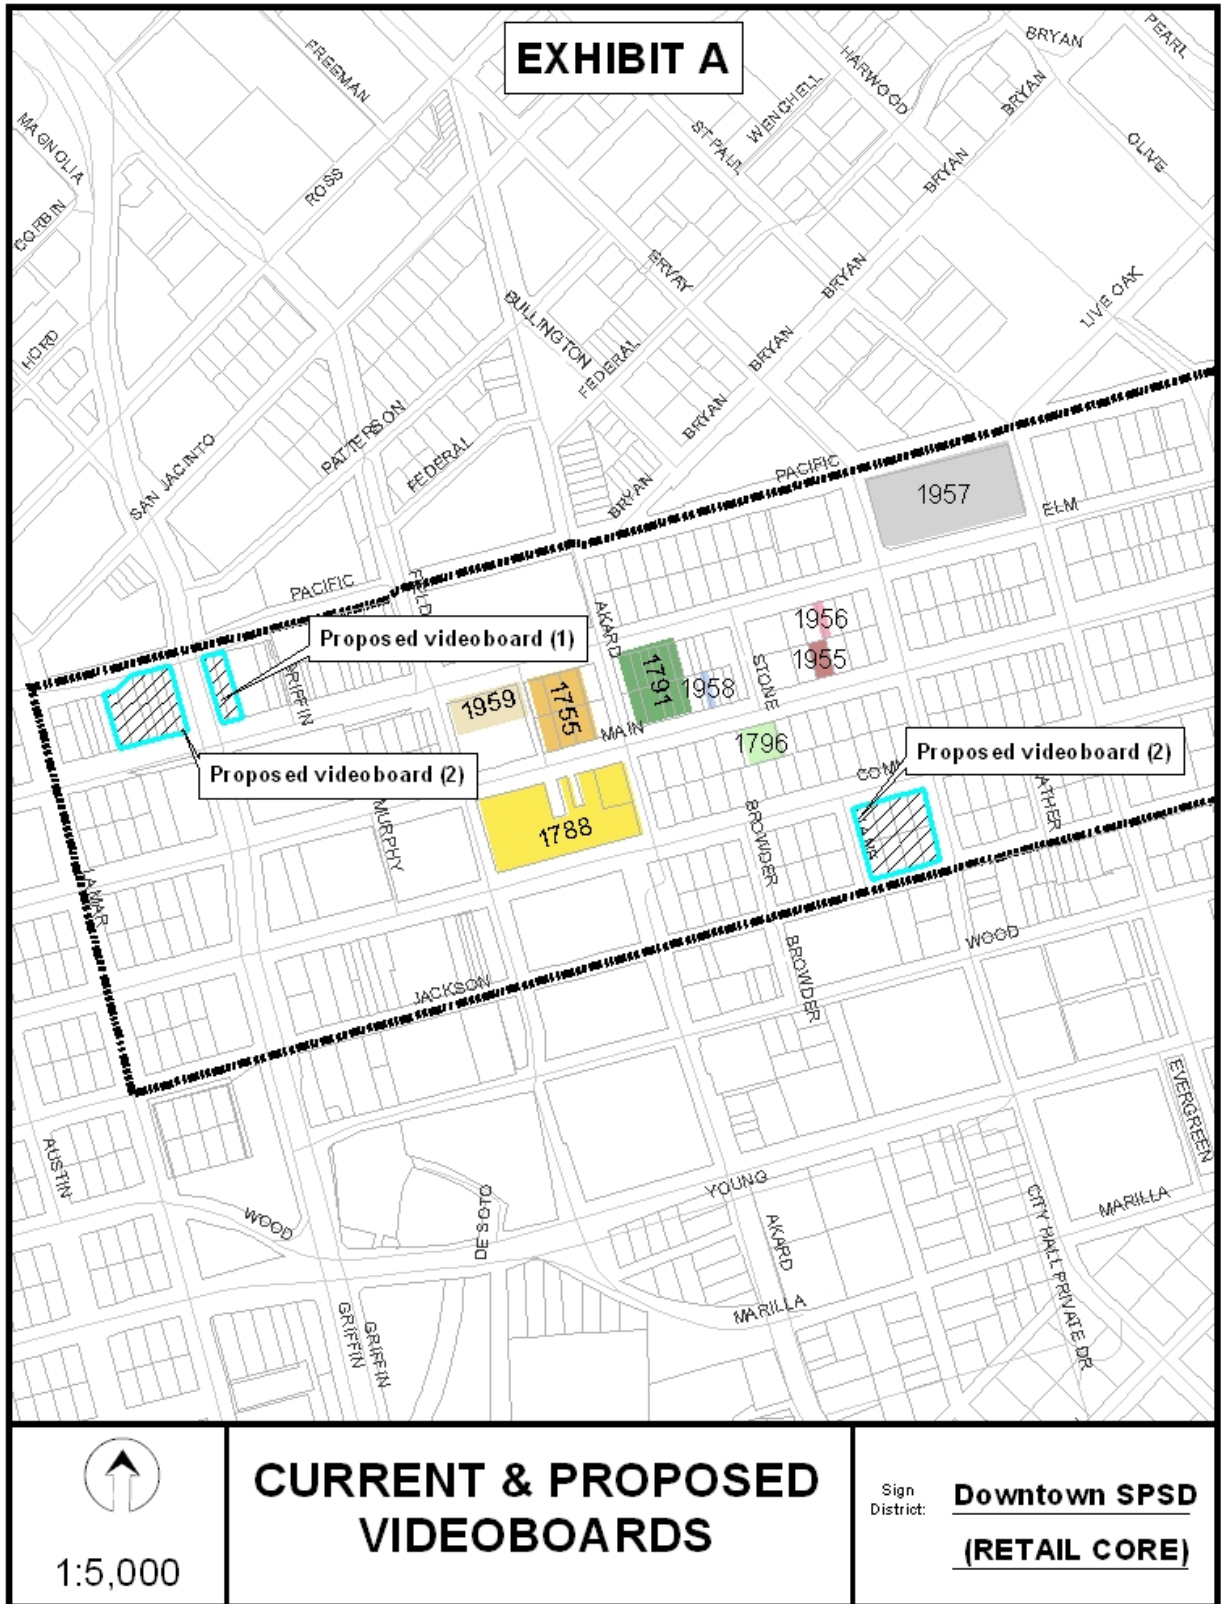 EXHIBIT A
BRYAN
PEARL
FREEMAN
HARWOOD
WENCHELL
BRYAN
MAGNOLIA
ST PAUL
OLIVE
ROSS
BRYAN
CORBIN
ERVAY
BRYAN
LIVE OAK
BULLINGTON
HORD
FEDERAL
BRYAN
PATTERSON
BRYAN
SAN JACINTO
FEDERAL
PACIFIC
BRYAN
1957
ELM
PACIFIC
AKARD
1956
Proposed videoboard (1)
1955
STONE
1791
1958
1959
1755
MAIN
1796
Proposed videoboard (2)
Proposed videoboard (2)
MURPHY
1788
BROWDER
LAMAR
WOOD
BROWDER
JACKSON
EVERGREEN
AUSTIN
YOUNG
MARILLA
WOOD
DE SOTO
AKARD
CITY HALL PRIVATE DR
MARILLA
GRIFFIN
GRIFFIN
1:5,000
CURRENT & PROPOSED
VIDEOBOARDS
Sign
District:
Downtown SPSD
(RETAIL CORE)